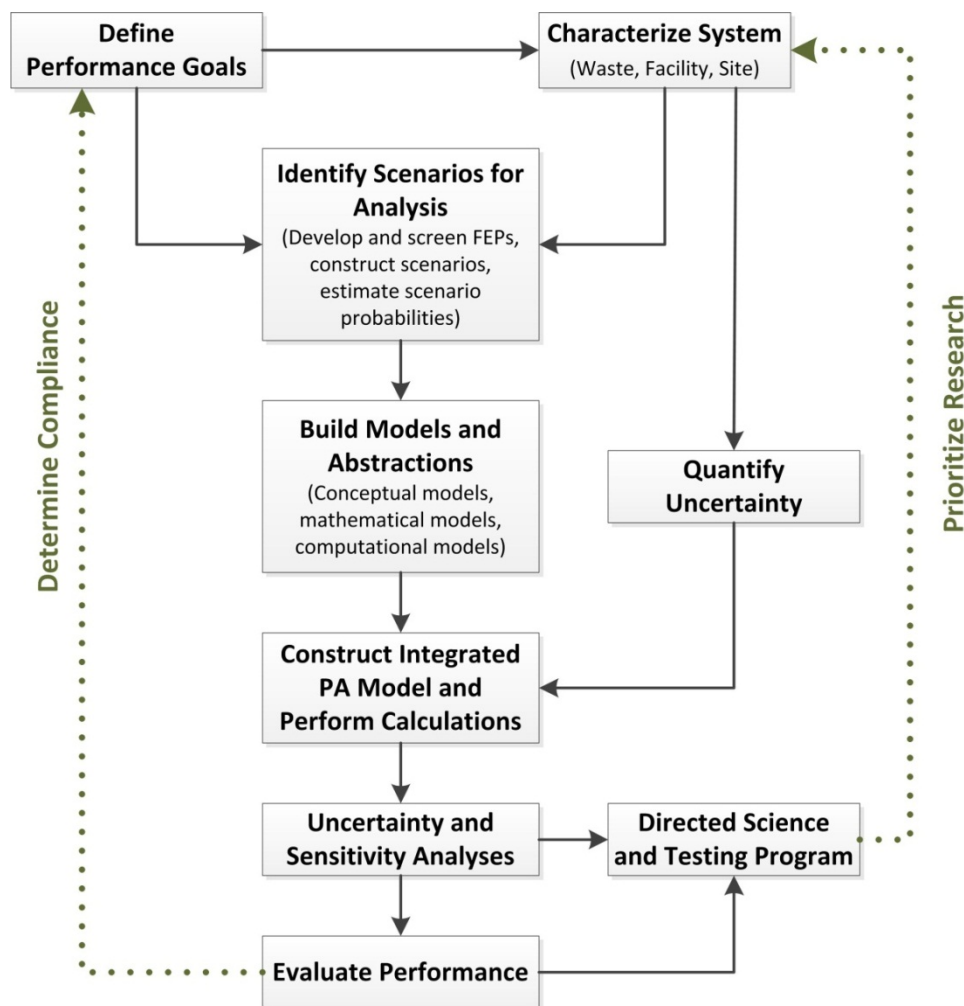 Define
Performance Goals
Characterize System
(Waste, Facility, Site)
Identify Scenarios for
Analysis
(Develop and screen FEPs,
construct scenarios,
estimate scenario
probabilities)
Determine Compliance
Prioritize Research
Build Models and
Abstractions
(Conceptual models,
mathematical models,
computational models)
Quantify
Uncertainty
Construct Integrated
PA Model and
Perform Calculations
Uncertainty and
Sensitivity Analyses
Directed Science
and Testing Program
Evaluate Performance